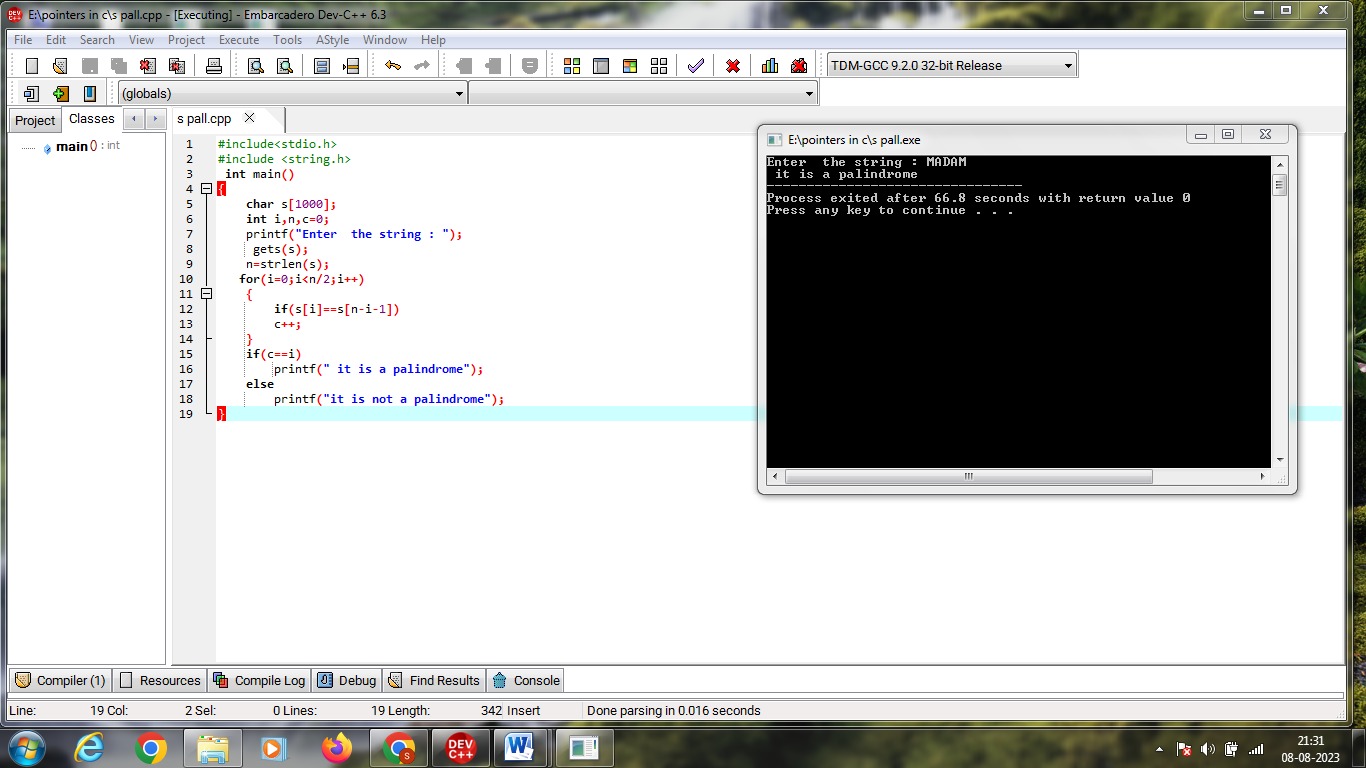 E:\pointers in c\s pall.cpp - [Executing] - Embarcadero Dev-C++ 6.3
File Edit Search View Project Execute Tools AStyle Window Help
TDM-GCC 9.2.0 32-bit Release
(globals)
Project Classes
main () : int
s pall.cpp
1 #include<stdio.h>
2 #include <string.h>
3 int main()
4 {
5 char s[1000];
6 int i,n,c=0;
7 printf("Enter  the string : ");
8 gets(s);
9 n=strlen(s);
10 for(i=0;i<n/2;i++)
11 {
12 if(s[i]==s[n-i-1])
13 c++;
14 }
15 if(c==i)
16 printf(" it is a palindrome");
17 else
18 printf("it is not a palindrome");
19 }
E:\pointers in c\s pall.exe
Enter  the string : MADAM
 it is a palindrome
--------------------------------
Process exited after 66.8 seconds with return value 0
Press any key to continue . . .
Compiler (1) Resources Compile Log Debug Find Results Console
Line: 19 Col: 2 Sel: 0 Lines: 19 Length: 342 Insert Done parsing in 0.016 seconds
S DEV C++ W
21:31
08-08-2023